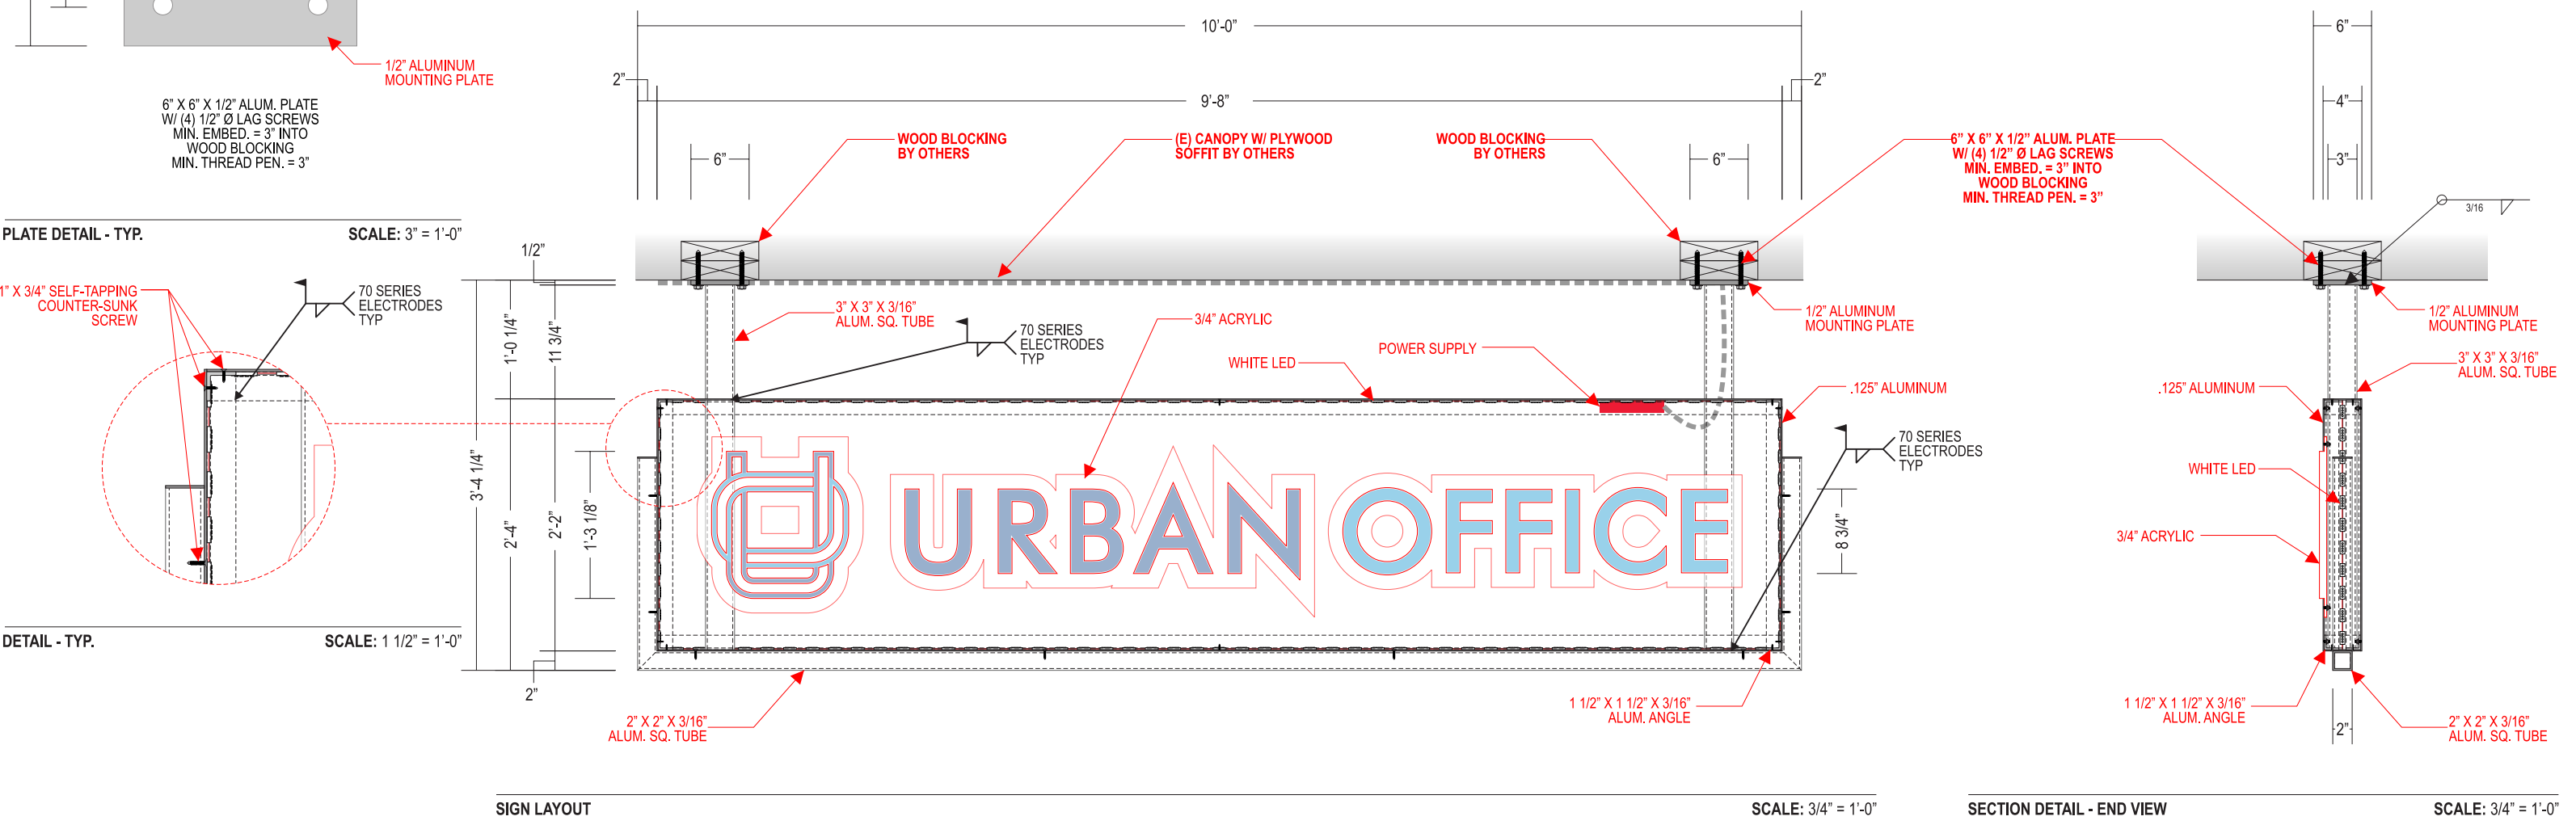 1/2" ALUMINUM
MOUNTING PLATE
6" X 6" X 1/2" ALUM. PLATE
W/ (4) 1/2" Ø LAG SCREWS
MIN. EMBED. = 3" INTO
WOOD BLOCKING
MIN. THREAD PEN. = 3"
PLATE DETAIL - TYP.
SCALE: 3" = 1'-0"
1" X 3/4" SELF-TAPPING
COUNTER-SUNK
SCREW
70 SERIES
ELECTRODES
TYP
DETAIL - TYP.
SCALE: 1 1/2" = 1'-0"
10'-0"
2"
2"
9'-8"
WOOD BLOCKING
BY OTHERS
(E) CANOPY W/ PLYWOOD
SOFFIT BY OTHERS
WOOD BLOCKING
BY OTHERS
6"
6"
6" X 6" X 1/2" ALUM. PLATE
W/ (4) 1/2" Ø LAG SCREWS
MIN. EMBED. = 3" INTO
WOOD BLOCKING
MIN. THREAD PEN. = 3"
1/2"
1'-0 1/4"
11 3/4"
3'-4 1/4"
2'-4"
2'-2"
1'-3 1/8"
2"
3" X 3" X 3/16"
ALUM. SQ. TUBE
70 SERIES
ELECTRODES
TYP
3/4" ACRYLIC
WHITE LED
POWER SUPPLY
1/2" ALUMINUM
MOUNTING PLATE
.125" ALUMINUM
70 SERIES
ELECTRODES
TYP
8 3/4"
URBAN OFFICE
2" X 2" X 3/16"
ALUM. SQ. TUBE
1 1/2" X 1 1/2" X 3/16"
ALUM. ANGLE
SIGN LAYOUT
SCALE: 3/4" = 1'-0"
6"
4"
3"
3/16
1/2" ALUMINUM
MOUNTING PLATE
3" X 3" X 3/16"
ALUM. SQ. TUBE
.125" ALUMINUM
WHITE LED
3/4" ACRYLIC
1 1/2" X 1 1/2" X 3/16"
ALUM. ANGLE
2"
2" X 2" X 3/16"
ALUM. SQ. TUBE
SECTION DETAIL - END VIEW
SCALE: 3/4" = 1'-0"